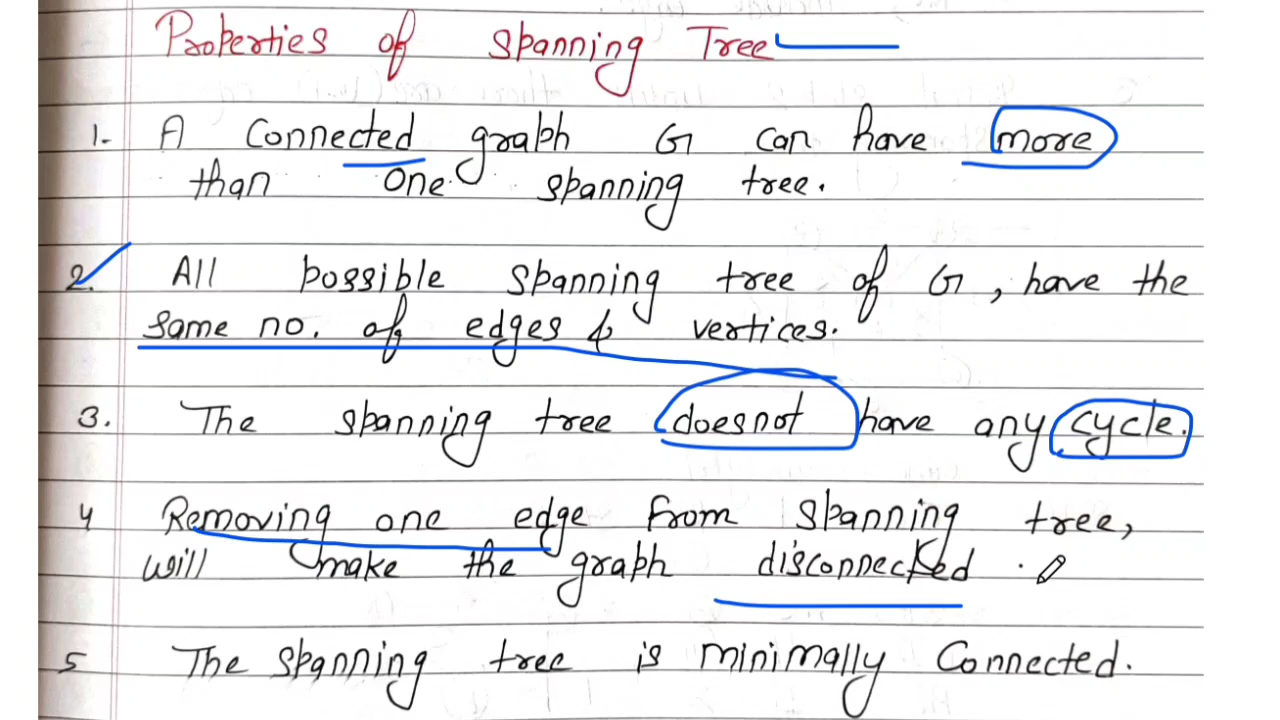 Properties of Spanning Tree
1- A Connected graph G can have more
than one spanning tree.
2. All possible spanning tree of G, have the
same no. of edges & vertices.
3. The spanning tree doesnot have any cycle.
4 Removing one edge from spanning tree,
will make the graph disconnected .
5 The spanning tree is minimally Connected.